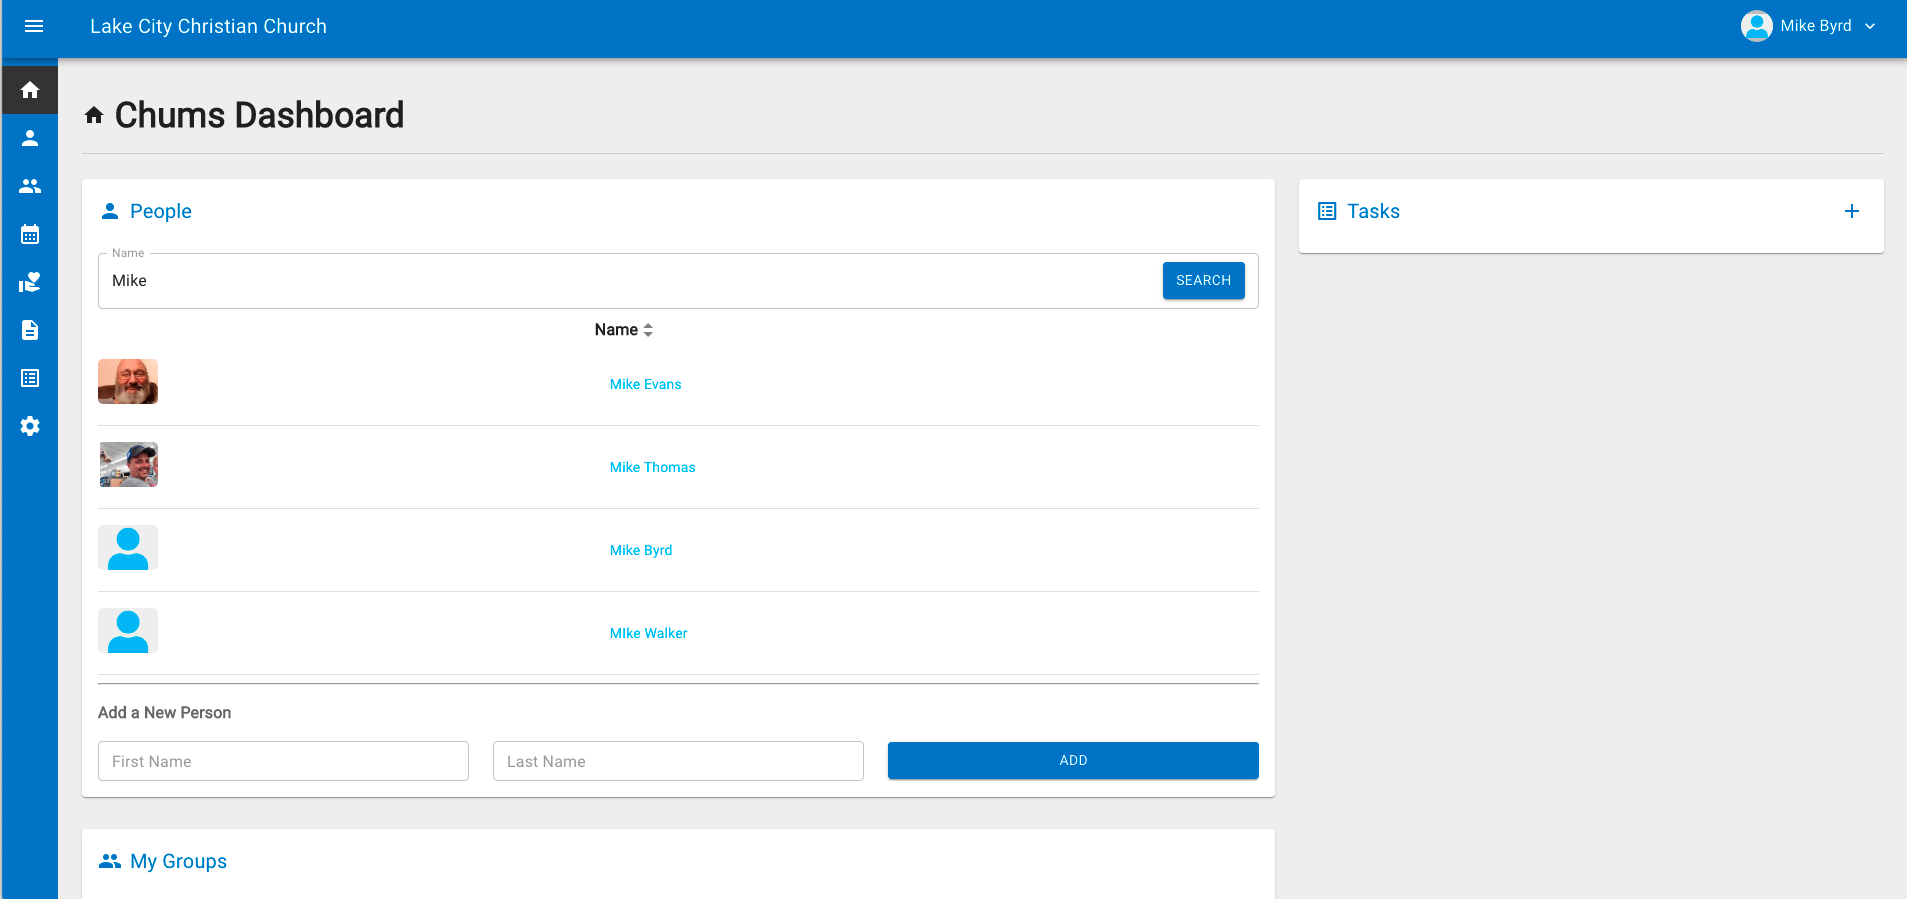 Lake City Christian Church
Mike Byrd
Chums Dashboard
People
Name
Mike
SEARCH
Name
Mike Evans
Mike Thomas
Mike Byrd
MIke Walker
Add a New Person
First Name
Last Name
ADD
Tasks
My Groups